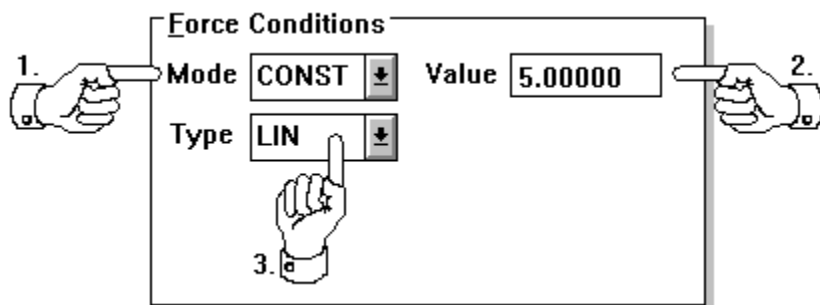 Force Conditions
1. Mode CONST Value 5.00000 2.
Type LIN
3.